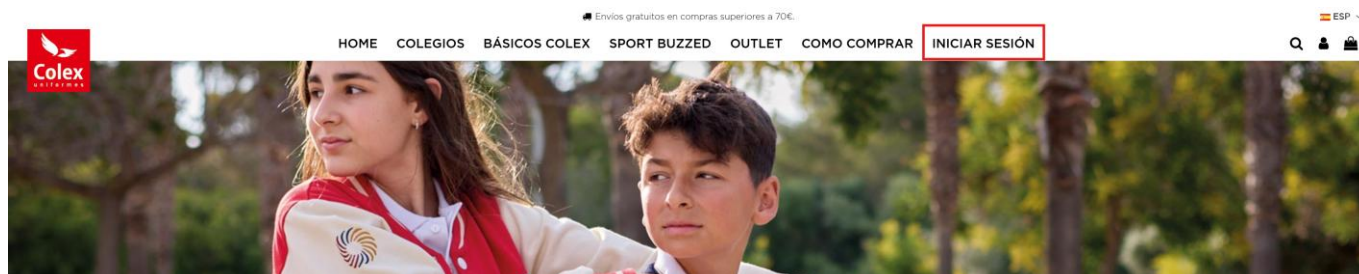 Envíos gratuitos en compras superiores a 70€.
ESP
Colex
uniformes
HOME COLEGIOS BÁSICOS COLEX SPORT BUZZED OUTLET COMO COMPRAR INICIAR SESIÓN